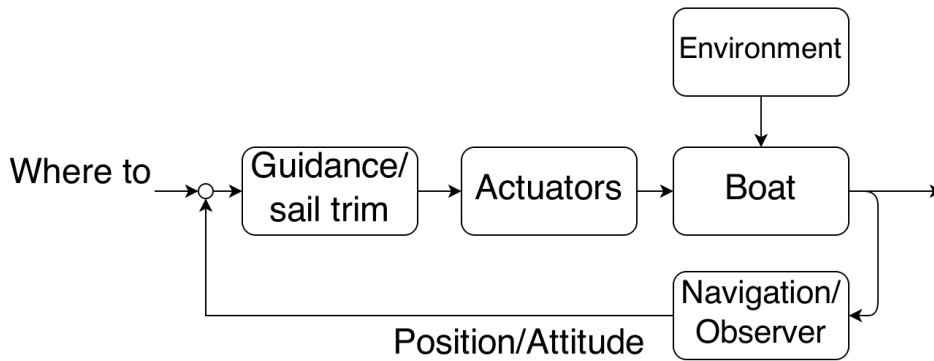 Environment
Where to
Guidance/
sail trim
Actuators
Boat
Navigation/
Observer
Position/Attitude